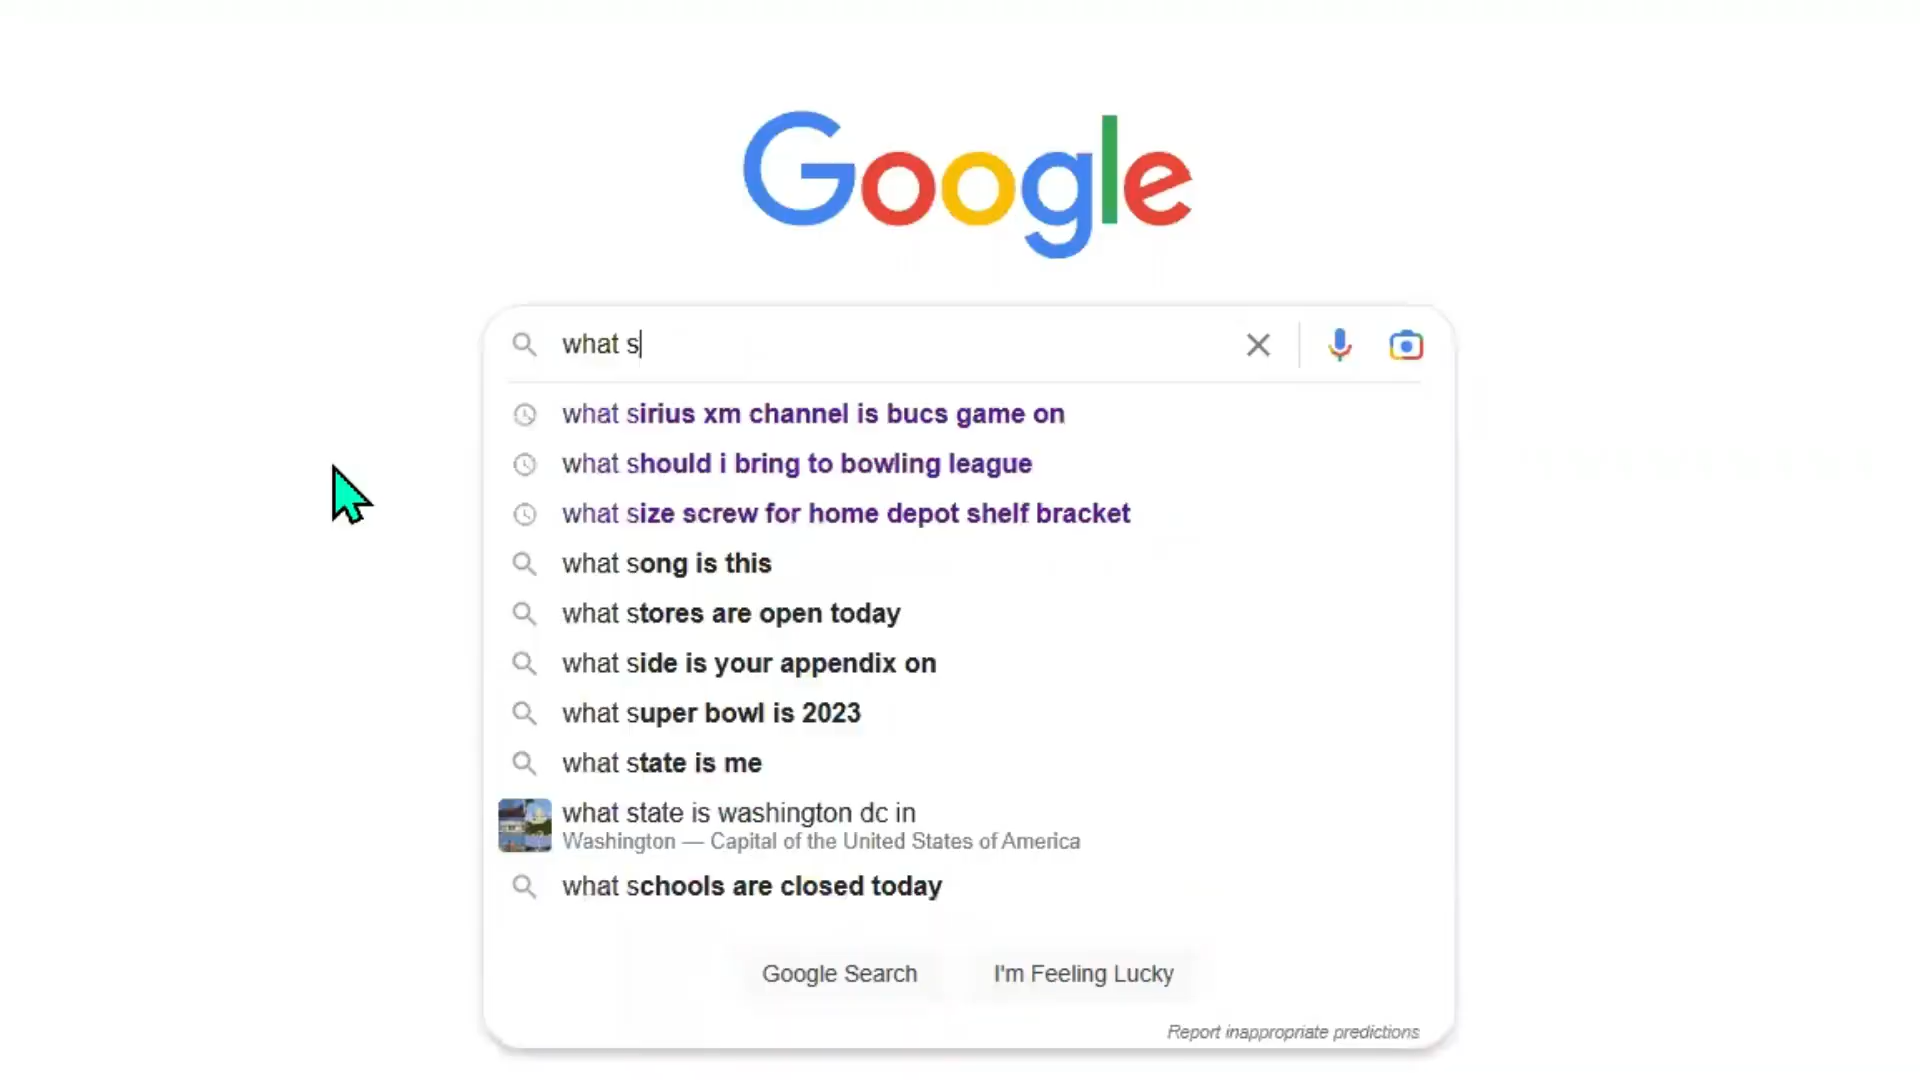 Google
what s
what sirius xm channel is bucs game on
what should i bring to bowling league
what size screw for home depot shelf bracket
what song is this
what stores are open today
what side is your appendix on
what super bowl is 2023
what state is me
what state is washington dc in
Washington — Capital of the United States of America
what schools are closed today
Google Search I'm Feeling Lucky
Report inappropriate predictions